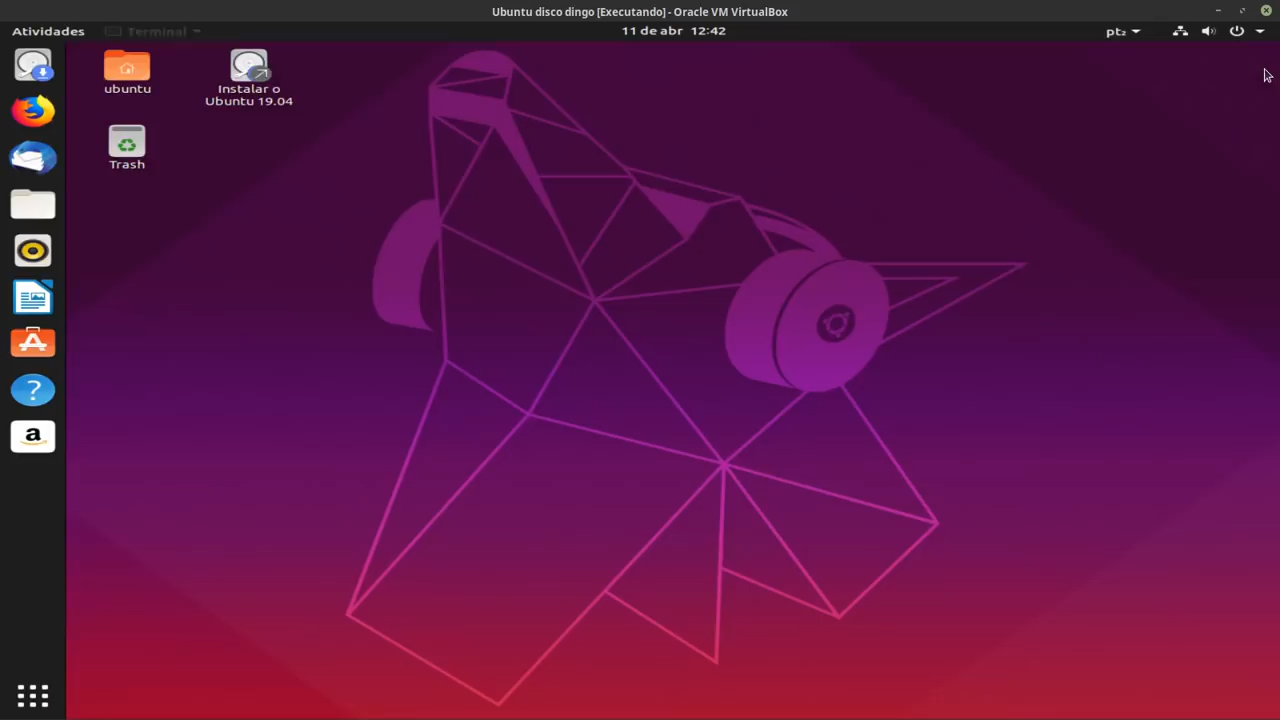 Ubuntu disco dingo [Executando] - Oracle VM VirtualBox
Atividades
Terminal
11 de abr 12:42
pt₂
ubuntu
Instalar o
Ubuntu 19.04
Trash
?
a